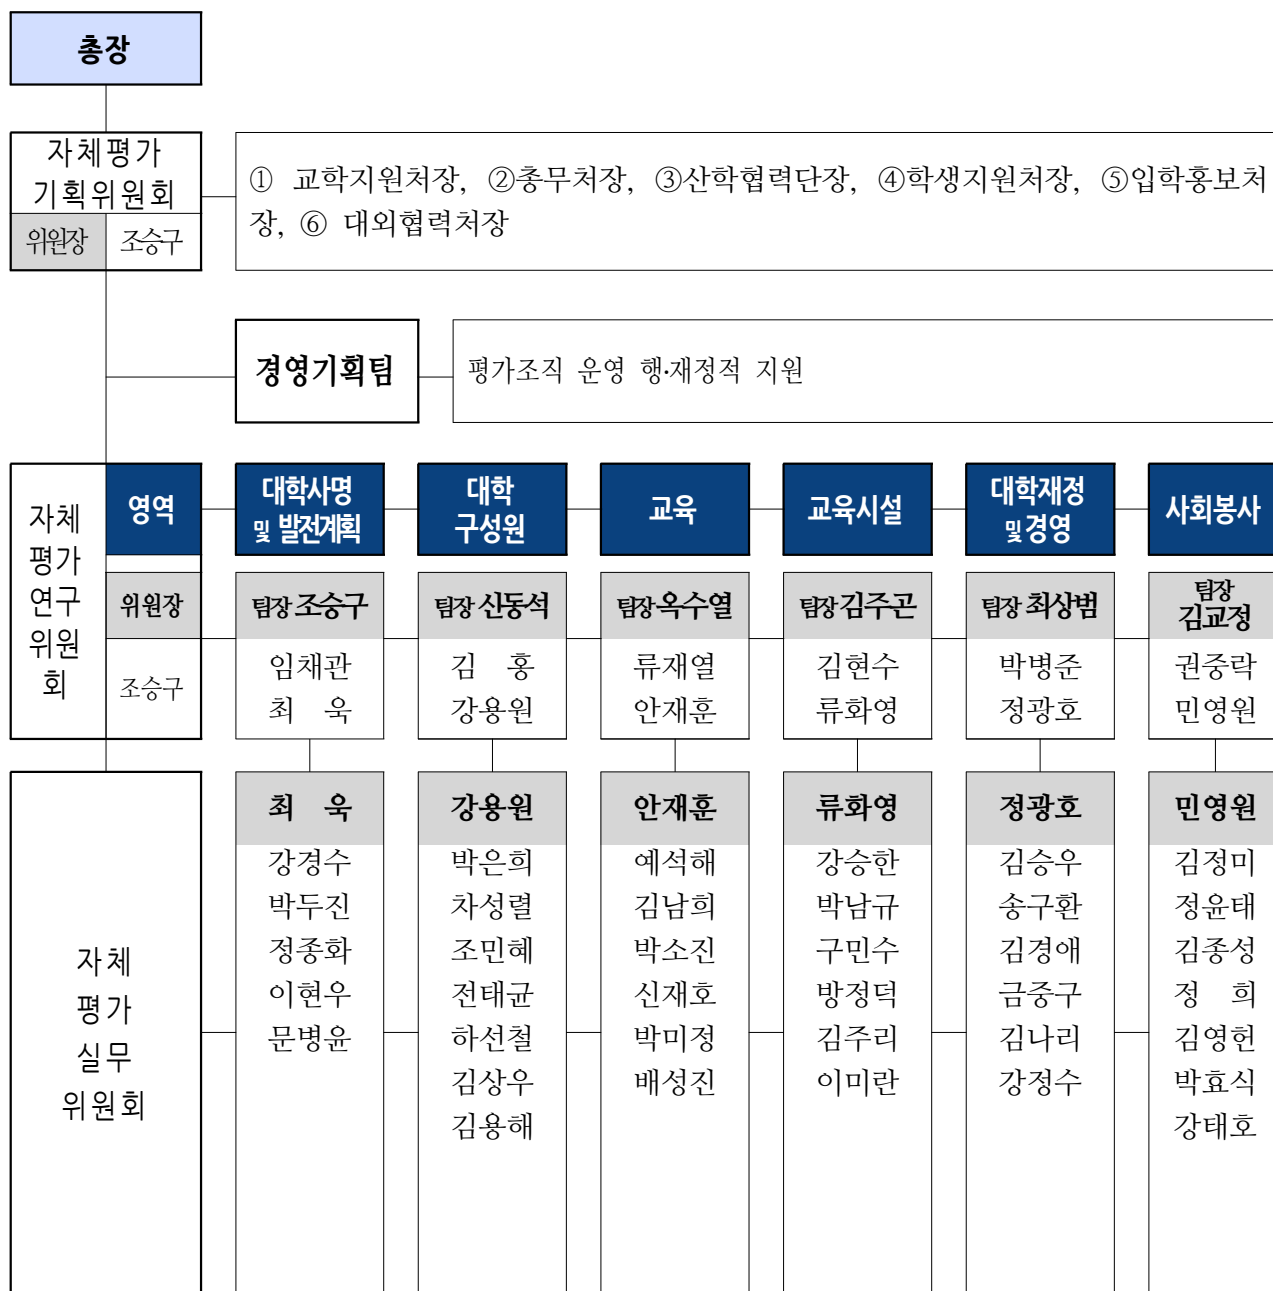 총장
자체평가
기획위원회
위원장 조승구
① 교학지원처장, ②총무처장, ③산학협력단장, ④학생지원처장, ⑤입학홍보처
장, ⑥ 대외협력처장
경영기획팀
평가조직 운영 행·재정적 지원
자체
평가
연구
위원
회
영역
위원장
조승구
대학사명
및 발전계획
팀장 조승구
임채관
최 욱
대학
구성원
팀장 신동석
김 홍
강용원
교육
팀장 옥수열
류재열
안재훈
교육시설
팀장 김주곤
김현수
류화영
대학재정
및 경영
팀장 최상범
박병준
정광호
사회봉사
팀장
김교정
권중락
민영원
자체
평가
실무
위원회
최 욱
강경수
박두진
정종화
이현우
문병윤
강용원
박은희
차성렬
조민혜
전태균
하선철
김상우
김용해
안재훈
예석해
김남희
박소진
신재호
박미정
배성진
류화영
강승한
박남규
구민수
방정덕
김주리
이미란
정광호
김승우
송구환
김경애
금중구
김나리
강정수
민영원
김정미
정윤태
김종성
정 희
김영헌
박효식
강태호